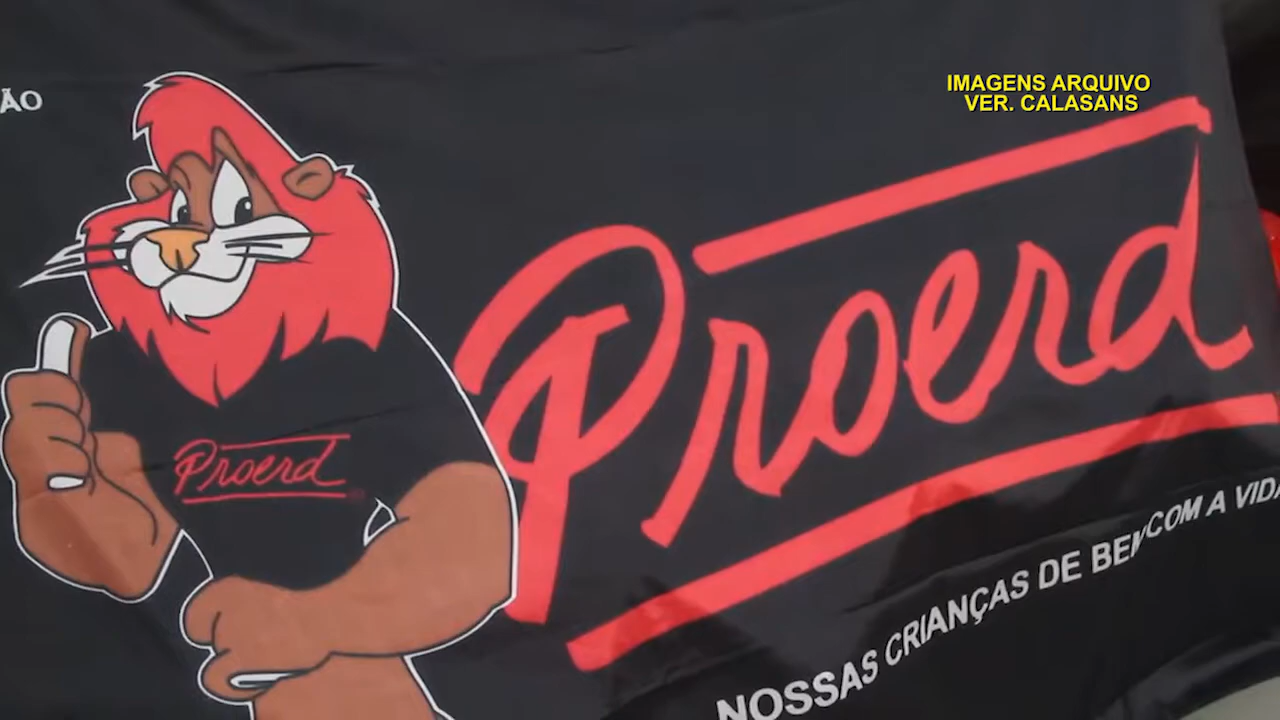 ÃO
IMAGENS ARQUIVO
VER. CALASANS
Proerd
Proerd
NOSSAS CRIANÇAS DE BEM COM A VIDA